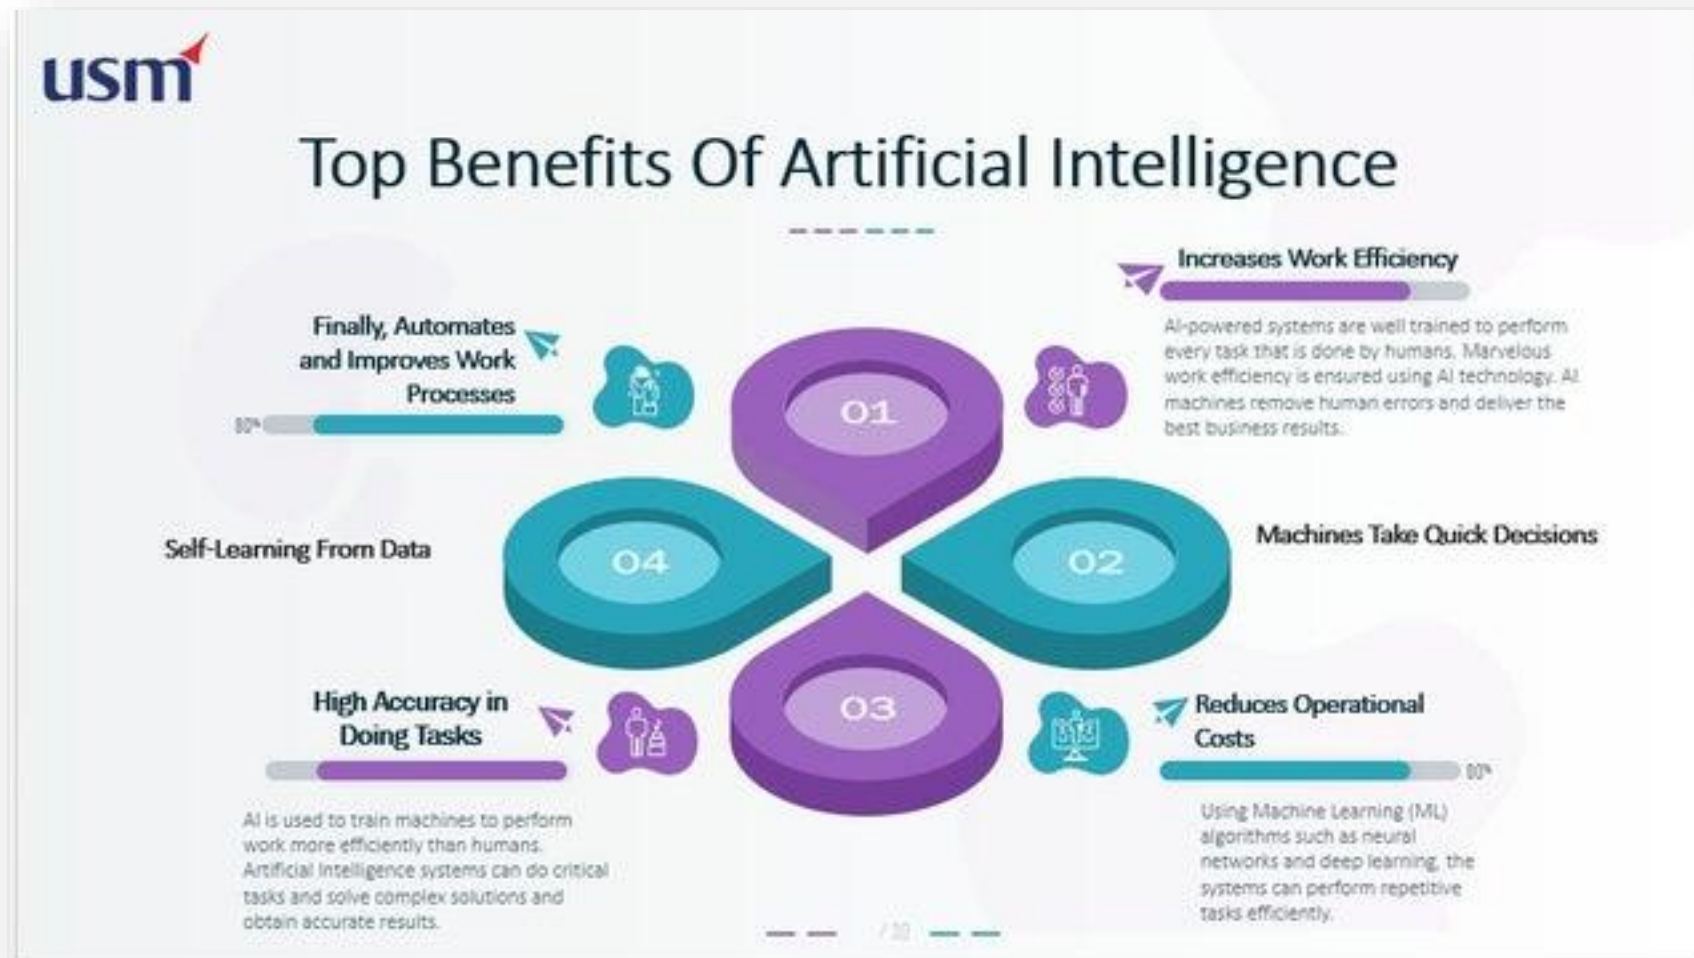 usm
Top Benefits Of Artificial Intelligence
Increases Work Efficiency
AI-powered systems are well trained to perform
every task that is done by humans. Marvelous
work efficiency is ensured using AI technology. AI
machines remove human errors and deliver the
best business results.
Finally, Automates
and Improves Work
Processes
80%
01
02
03
04
Machines Take Quick Decisions
Self-Learning From Data
High Accuracy in
Doing Tasks
AI is used to train machines to perform
work more efficiently than humans.
Artificial Intelligence systems can do critical
tasks and solve complex solutions and
obtain accurate results.
Reduces Operational
Costs
80%
Using Machine Learning (ML)
algorithms such as neural
networks and deep learning, the
systems can perform repetitive
tasks efficiently.